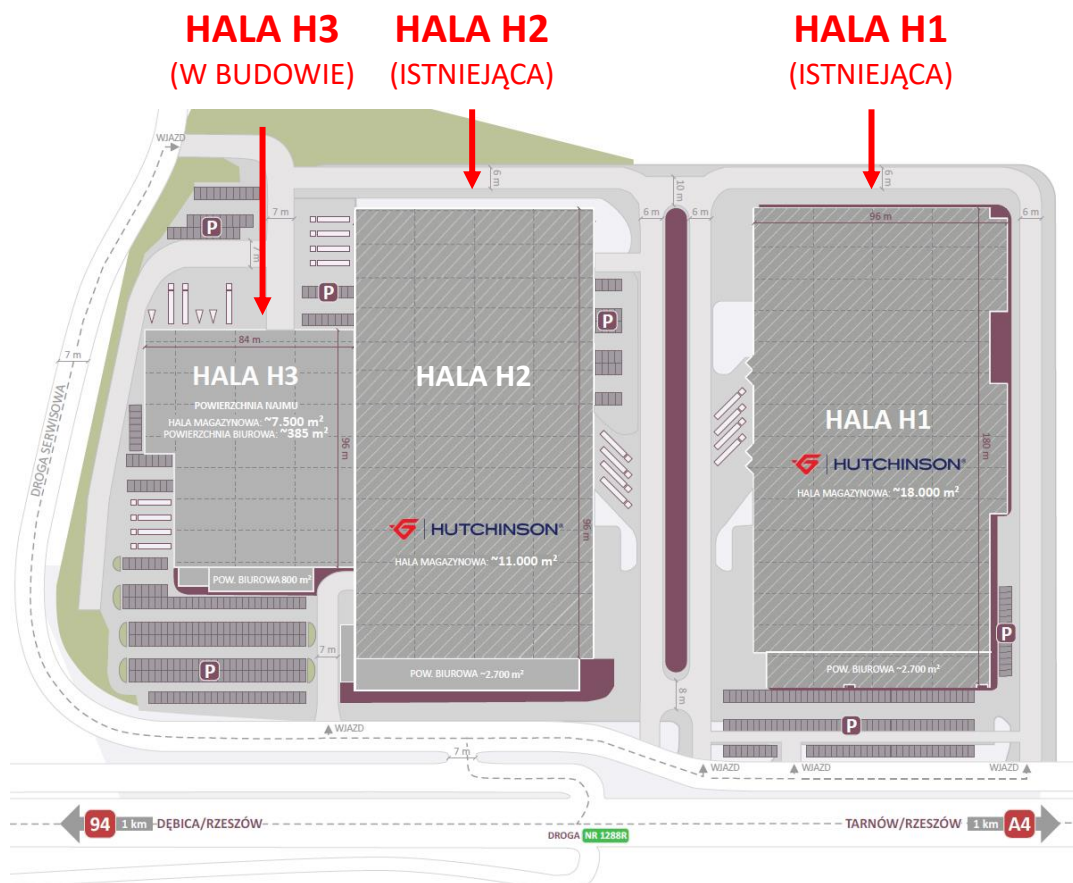 HALA H3
(W BUDOWIE)
HALA H2
(ISTNIEJĄCA)
HALA H1
(ISTNIEJĄCA)
WJAZD
6 m
10 m
6 m
7 m
6 m
6 m
96 m
6 m
P
7 m
P
P
84 m
7 m
HALA H3
POWIERZCHNIA NAJMU
HALA MAGAZYNOWA: ~7.500 m²
POWIERZCHNIA BIUROWA: ~385 m²
96 m
HALA H2
HUTCHINSON®
HALA MAGAZYNOWA: ~11.000 m²
96 m
HALA H1
HUTCHINSON®
HALA MAGAZYNOWA: ~18.000 m²
180 m
DROGA SERWISOWA
POW. BIUROWA 800 m²
7 m
P
POW. BIUROWA ~2.700 m²
8 m
POW. BIUROWA ~2.700 m²
P
P
WJAZD
7 m
WJAZD
WJAZD
WJAZD
94 1 km DĘBICA/RZESZÓW
DROGA NR 1288R
TARNÓW/RZESZÓW 1 km A4